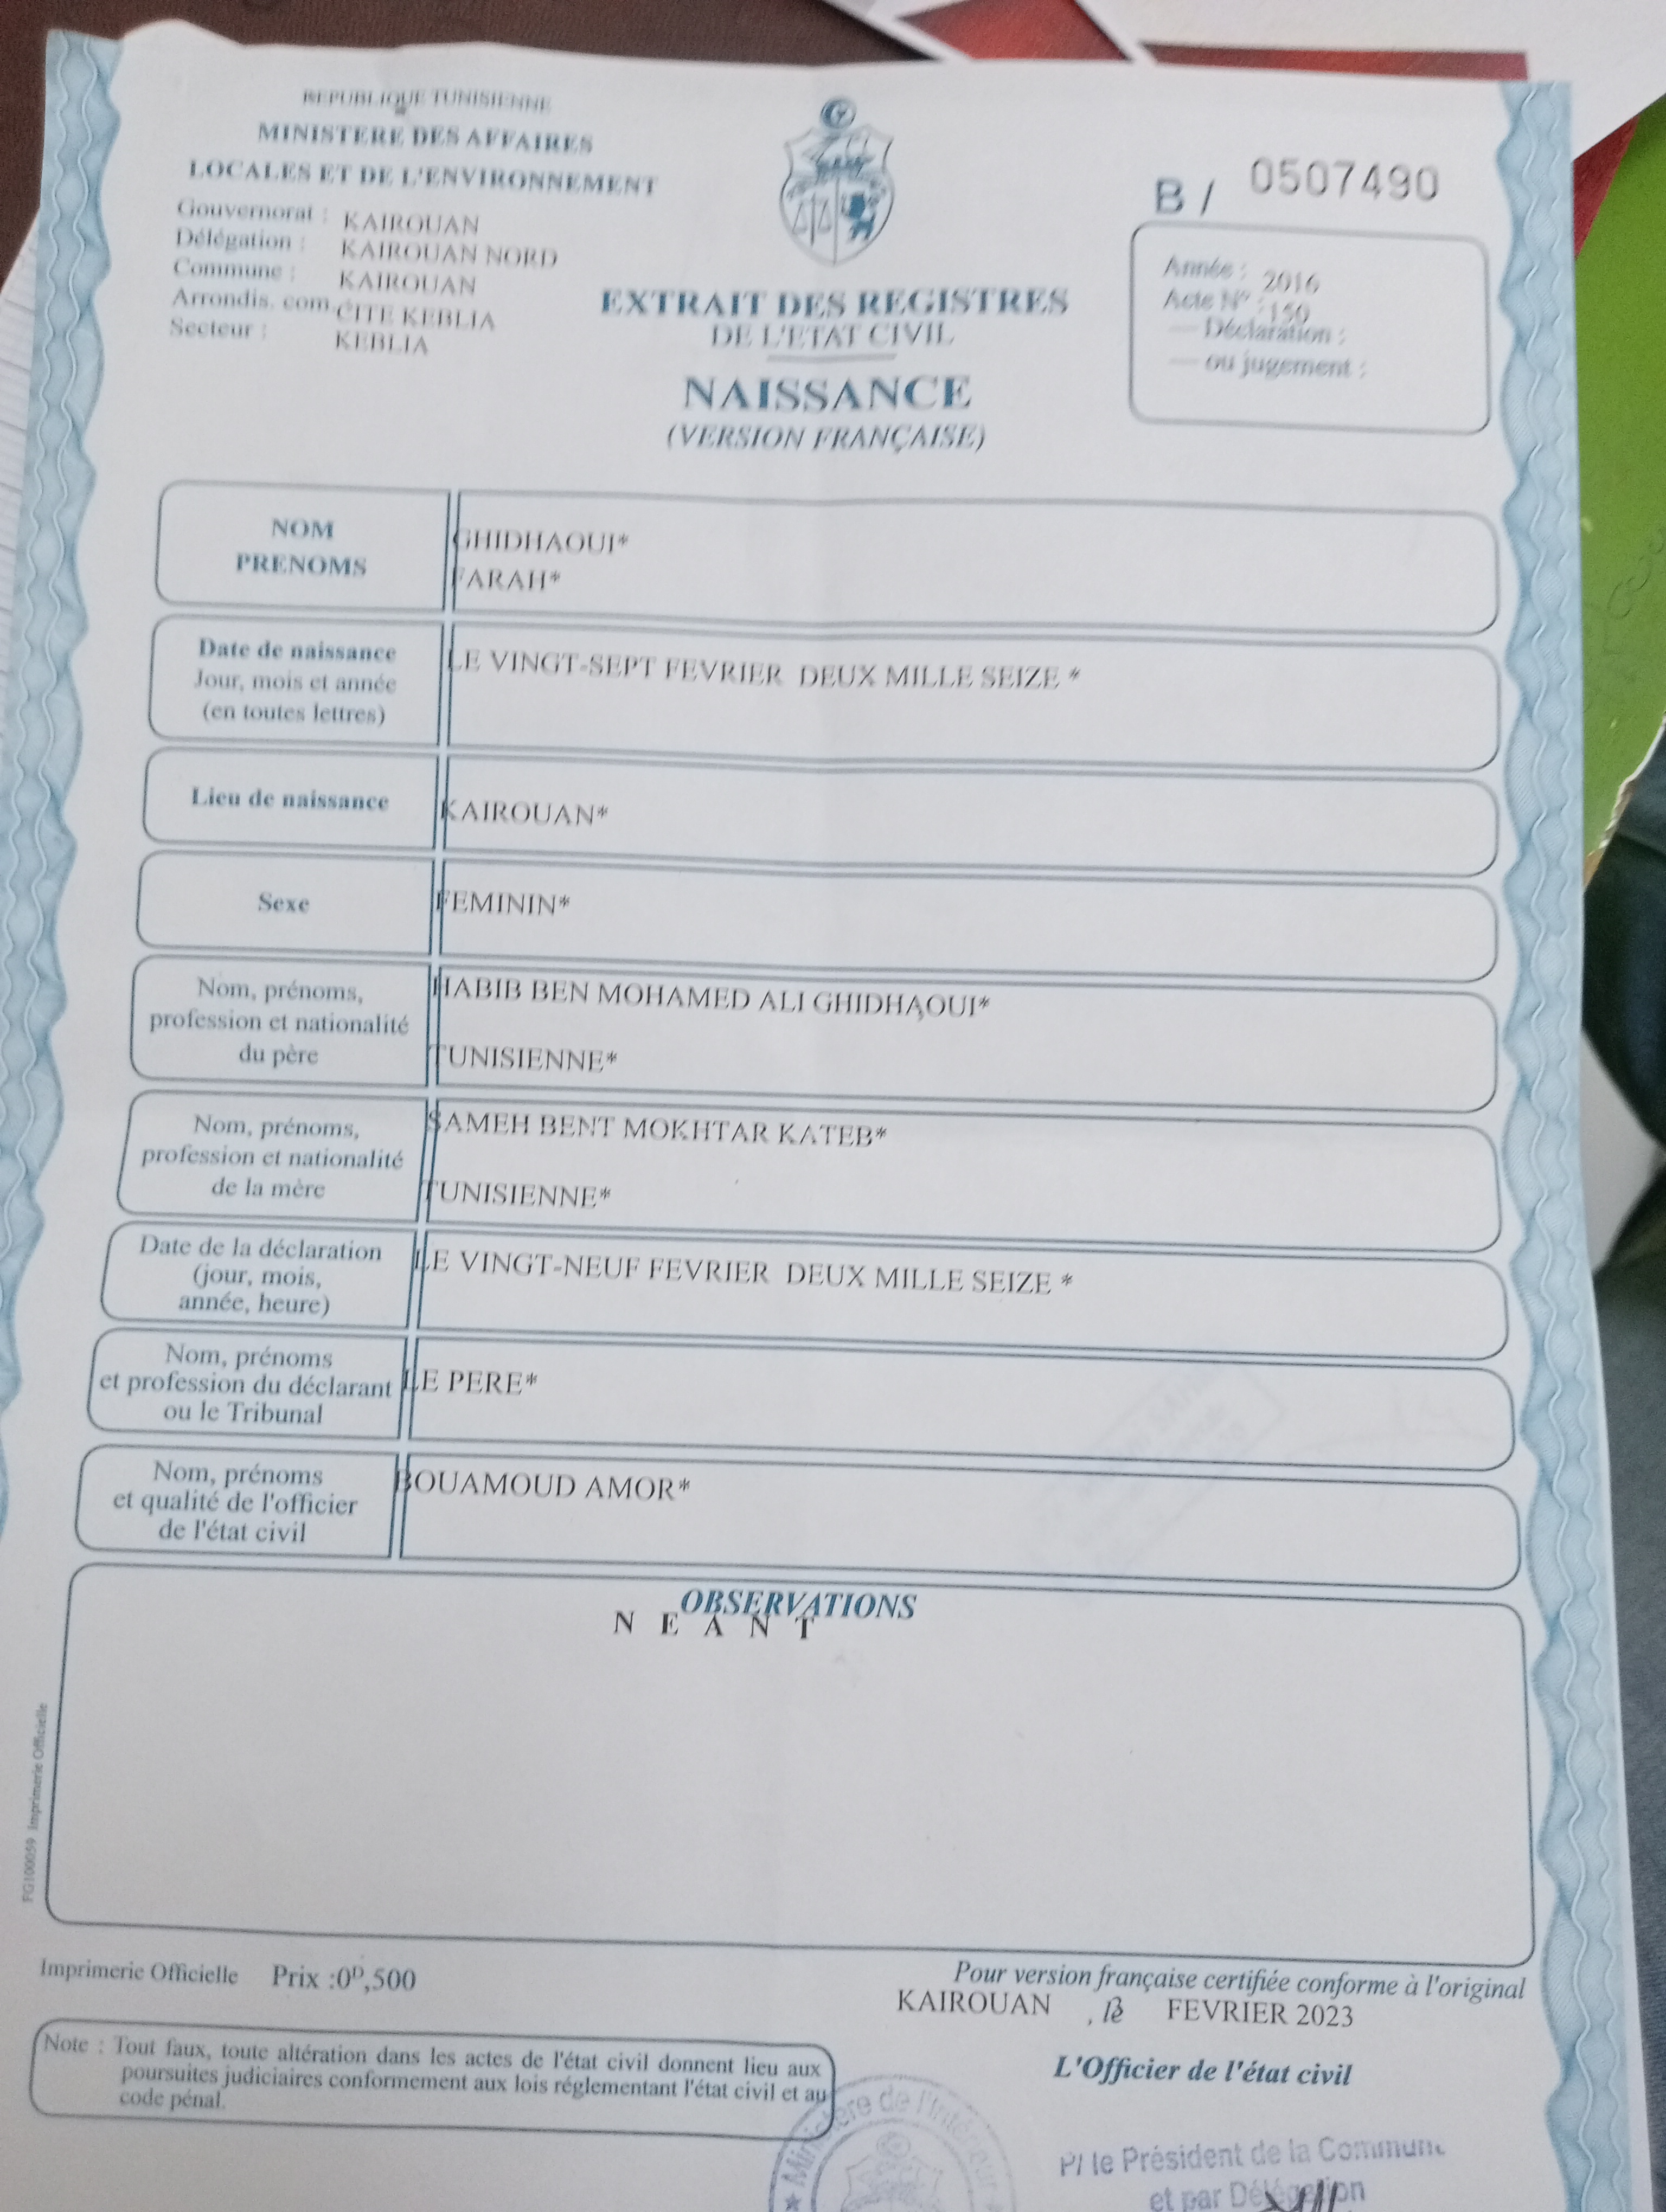 REPUBLIQUE TUNISIENNE
MINISTERE DES AFFAIRES
LOCALES ET DE L'ENVIRONNEMENT
Gouvernorat : KAIROUAN
Délégation : KAIROUAN NORD
Commune : KAIROUAN
Arrondis. com. CITE KEBLIA
Secteur : KEBLIA
B / 0507490
Année : 2016
Acte N° : 150
— Déclaration :
— ou jugement :
EXTRAIT DES REGISTRES
DE L'ETAT CIVIL
NAISSANCE
(VERSION FRANÇAISE)
NOM GHIDHAOUI*
PRENOMS FARAH*
Date de naissance
Jour, mois et année
(en toutes lettres)
LE VINGT-SEPT FEVRIER DEUX MILLE SEIZE *
Lieu de naissance KAIROUAN*
Sexe FEMININ*
Nom, prénoms,
profession et nationalité
du père
HABIB BEN MOHAMED ALI GHIDHAOUI*
TUNISIENNE*
Nom, prénoms,
profession et nationalité
de la mère
SAMEH BENT MOKHTAR KATEB*
TUNISIENNE*
Date de la déclaration
(jour, mois,
année, heure)
LE VINGT-NEUF FEVRIER DEUX MILLE SEIZE *
Nom, prénoms
et profession du déclarant
ou le Tribunal
LE PERE*
Nom, prénoms
et qualité de l'officier
de l'état civil
BOUAMOUD AMOR*
OBSERVATIONS
N E A N T
FG100059 Imprimerie Officielle
Imprimerie Officielle Prix :0ᴰ,500
Pour version française certifiée conforme à l'original
KAIROUAN , FEVRIER 2023
Note : Tout faux, toute altération dans les actes de l'état civil donnent lieu aux
poursuites judiciaires conformement aux lois réglementant l'état civil et au
code pénal.
L'Officier de l'état civil
Ministère de l'Intérieur
P/ le Président de la Commune
et par Délégation